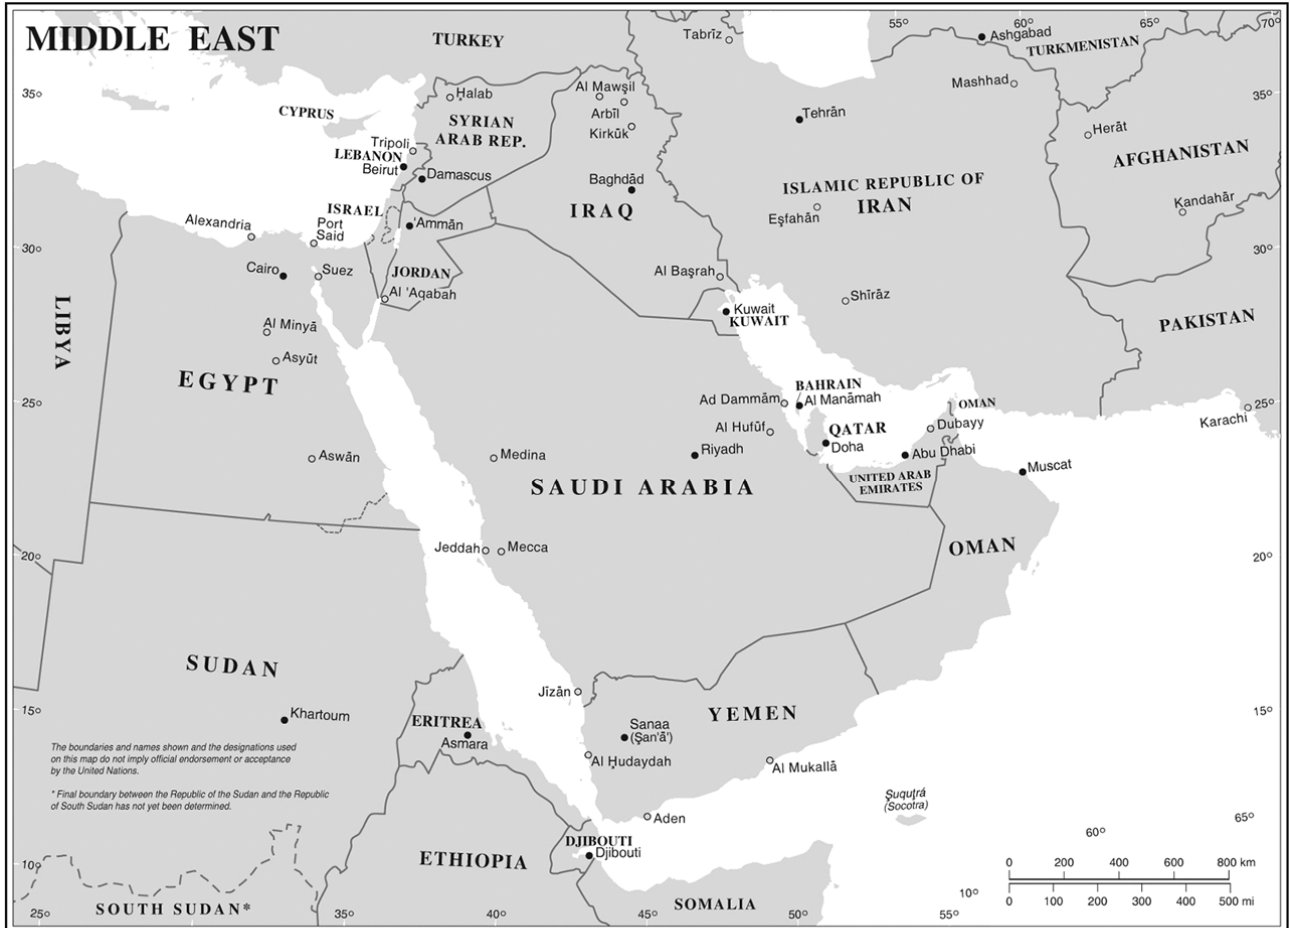 MIDDLE EAST
55°
60°
65°
70°
TURKEY
Tabrīz
Ashgabad
TURKMENISTAN
Mashhad
35°
35°
Ḩalab
Al Mawşil
Arbīl
Kirkūk
CYPRUS
SYRIAN
ARAB REP.
Tehrān
Herāt
Tripoli
LEBANON
Beirut
Damascus
AFGHANISTAN
Baghdād
ISLAMIC REPUBLIC OF
IRAN
Kandahār
ISRAEL
IRAQ
Eşfahān
Alexandria
Port
Said
'Ammān
30°
30°
Cairo
Suez
JORDAN
Al Başrah
Al 'Aqabah
Shīrāz
LIBYA
Kuwait
KUWAIT
PAKISTAN
Al Minyā
Asyūt
EGYPT
BAHRAIN
Al Manāmah
Ad Dammām
OMAN
25°
25°
Karachi
Al Hufūf
QATAR
Doha
Dubayy
Aswân
Medina
Riyadh
Abu Dhabi
Muscat
UNITED ARAB
EMIRATES
SAUDI ARABIA
OMAN
Jeddah
Mecca
20°
20°
SUDAN
Jīzān
15°
15°
Khartoum
ERITREA
Asmara
Sanaa
(Şan'ā')
YEMEN
Al Ḩudaydah
Al Mukallā
The boundaries and names shown and the designations used
on this map do not imply official endorsement or acceptance
by the United Nations.
* Final boundary between the Republic of the Sudan and the Republic
of South Sudan has not yet been determined.
Şuquţrá
(Socotra)
Aden
65°
60°
DJIBOUTI
Djibouti
ETHIOPIA
10°
0 200 400 600 800 km
0 100 200 300 400 500 mi
10°
SOUTH SUDAN*
SOMALIA
25°
35°
40°
45°
50°
55°